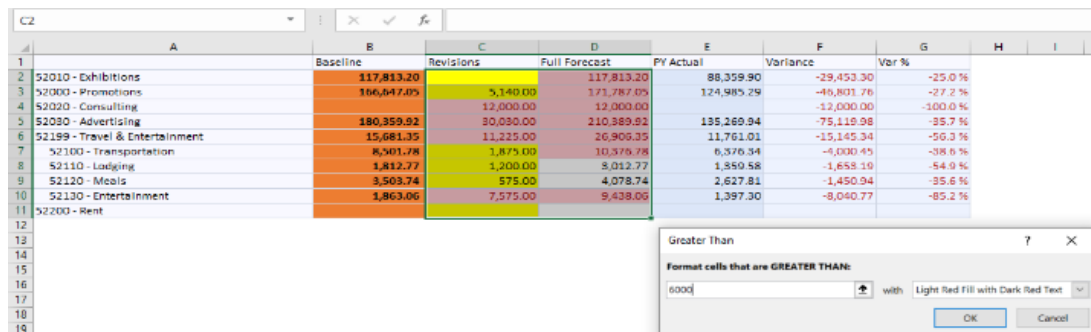 C2 fx
A B C D E F G H I
1 Baseline Revisions Full Forecast PY Actual Variance Var %
2 52010 - Exhibitions 117,813.20 117,813.20 88,359.90 -29,453.30 -25.0 %
3 52000 - Promotions 166,647.05 5,140.00 171,787.05 124,985.29 -46,801.76 -27.2 %
4 52020 - Consulting 12,000.00 12,000.00 -12,000.00 -100.0 %
5 52030 - Advertising 180,359.92 30,030.00 210,389.92 135,269.94 -75,119.98 -35.7 %
6 52199 - Travel & Entertainment 15,681.35 11,225.00 26,906.35 11,761.01 -15,145.34 -56.3 %
7 52100 - Transportation 8,501.78 1,875.00 10,376.78 6,376.34 -4,000.45 -38.6 %
8 52110 - Lodging 1,812.77 1,200.00 3,012.77 1,359.58 -1,653.19 -54.9 %
9 52120 - Meals 3,503.74 575.00 4,078.74 2,627.81 -1,450.94 -35.6 %
10 52130 - Entertainment 1,863.06 7,575.00 9,438.06 1,397.30 -8,040.77 -85.2 %
11 52200 - Rent
12
13
14
15
16
17
18
19
Greater Than ? ×
Format cells that are GREATER THAN:
6000 with Light Red Fill with Dark Red Text
OK Cancel